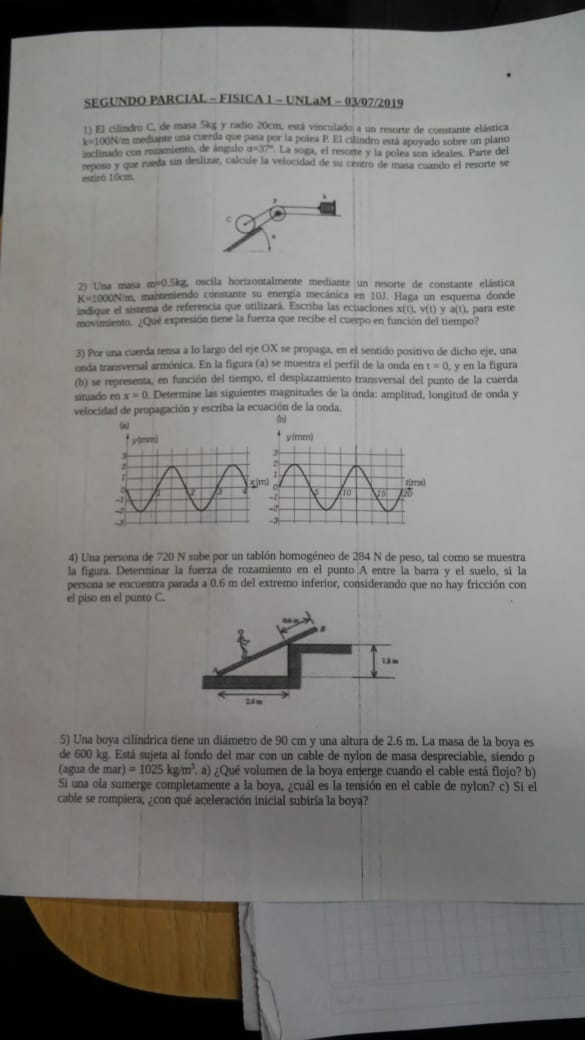 SEGUNDO PARCIAL – FISICA 1 – UNLaM – 03/07/2019
1) El cilindro C, de masa 5kg y radio 20cm, está vinculado a un resorte de constante elástica
k=100N/m mediante una cuerda que pasa por la polea P. El cilindro está apoyado sobre un plano
inclinado con rozamiento, de ángulo α=37°. La soga, el resorte y la polea son ideales. Parte del
reposo y que rueda sin deslizar, calcule la velocidad de su centro de masa cuando el resorte se
estiró 10cm.
C
P
k
2) Una masa m=0.5kg, oscila horizontalmente mediante un resorte de constante elástica
K=1000N/m, manteniendo constante su energía mecánica en 10J. Haga un esquema donde
indique el sistema de referencia que utilizará. Escriba las ecuaciones x(t), v(t) y a(t), para este
movimiento. ¿Qué expresión tiene la fuerza que recibe el cuerpo en función del tiempo?
3) Por una cuerda tensa a lo largo del eje OX se propaga, en el sentido positivo de dicho eje, una
onda transversal armónica. En la figura (a) se muestra el perfil de la onda en t = 0, y en la figura
(b) se representa, en función del tiempo, el desplazamiento transversal del punto de la cuerda
situado en x = 0. Determine las siguientes magnitudes de la onda: amplitud, longitud de onda y
velocidad de propagación y escriba la ecuación de la onda.
(a) (b)
y(mm) y(mm)
3 3
2 2
1 1
0 1 2 3 4 x(m) 0 5 10 15 20 t(ms)
-1 -1
-2 -2
-3 -3
4) Una persona de 720 N sube por un tablón homogéneo de 284 N de peso, tal como se muestra
la figura. Determinar la fuerza de rozamiento en el punto A entre la barra y el suelo, si la
persona se encuentra parada a 0.6 m del extremo inferior, considerando que no hay fricción con
el piso en el punto C.
B
A
2.4 m
5) Una boya cilíndrica tiene un diámetro de 90 cm y una altura de 2.6 m. La masa de la boya es
de 600 kg. Está sujeta al fondo del mar con un cable de nylon de masa despreciable, siendo ρ
(agua de mar) = 1025 kg/m³. a) ¿Qué volumen de la boya emerge cuando el cable está flojo? b)
Si una ola sumerge completamente a la boya, ¿cuál es la tensión en el cable de nylon? c) Si el
cable se rompiera, ¿con qué aceleración inicial subiría la boya?